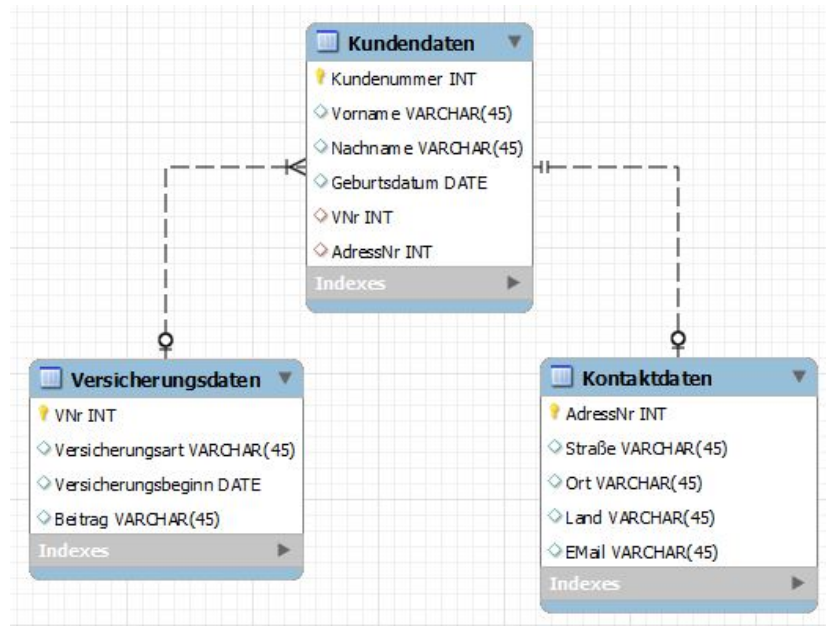 Kundendaten
Kundenummer INT
Vorname VARCHAR(45)
Nachname VARCHAR(45)
Geburtsdatum DATE
VNr INT
AdressNr INT
Indexes
Versicherungsdaten
VNr INT
Versicherungsart VARCHAR(45)
Versicherungsbeginn DATE
Beitrag VARCHAR(45)
Indexes
Kontaktdaten
AdressNr INT
Straße VARCHAR(45)
Ort VARCHAR(45)
Land VARCHAR(45)
EMail VARCHAR(45)
Indexes